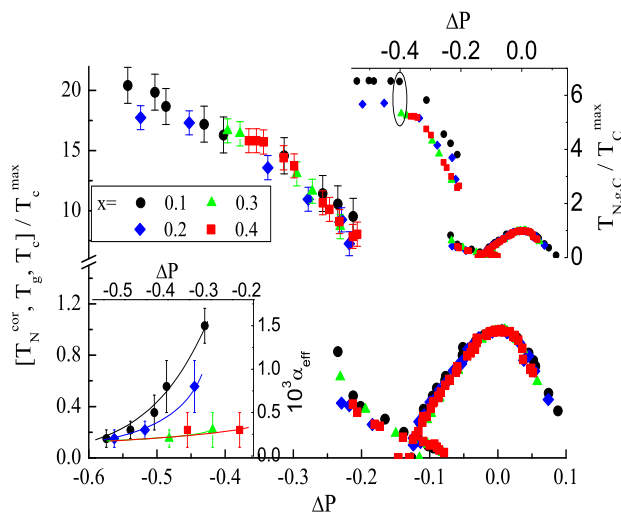 ΔP
-0.4 -0.2 0.0
20
15
10
6
4
2
0
T_N,g,C / T_C^max
x=
0.1
0.3
0.2
0.4
[T_N^cor, T_g, T_c] / T_c^max
ΔP
-0.5 -0.4 -0.3 -0.2
1.5
1.0
0.5
0.0
10^3 α_eff
1.2
0.8
0.4
0.0
-0.6 -0.5 -0.4 -0.3 -0.2 -0.1 0.0 0.1
ΔP